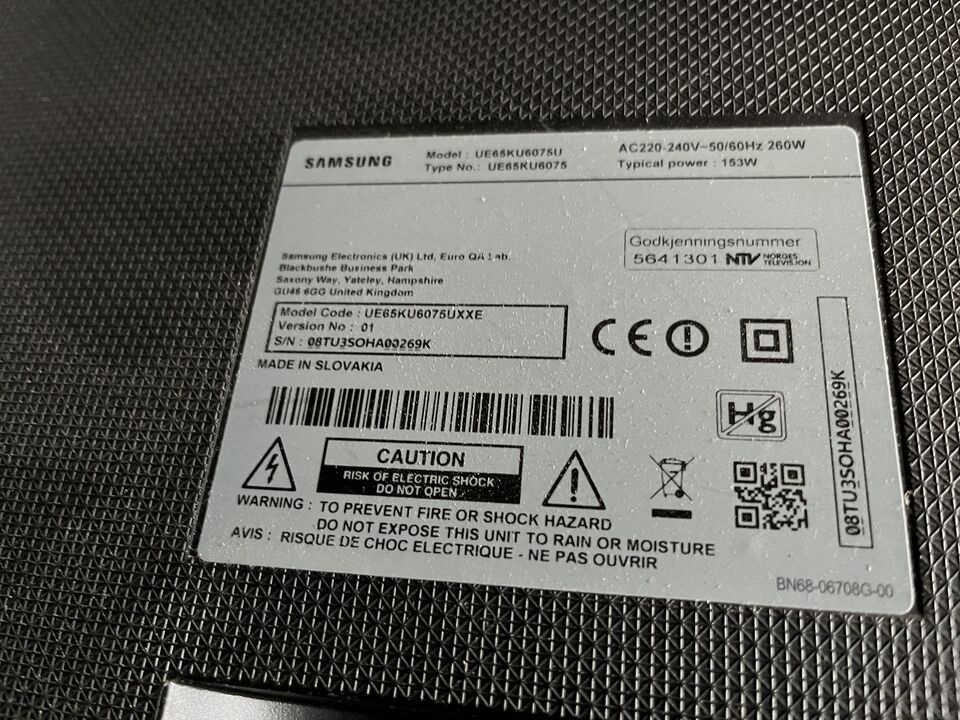 SAMSUNG
Model : UE65KU6075U
Type No.: UE65KU6075
AC220-240V~50/60Hz 260W
Typical power : 153W
Godkjenningsnummer
5641301 NTV NORGES TELEVISJON
Samsung Electronics (UK) Ltd, Euro QA Lab.
Blackbushe Business Park
Saxony Way, Yateley, Hampshire
GU46 6GG United Kingdom
Model Code : UE65KU6075UXXE
Version No : 01
S/N : 08TU3SOHA00269K
MADE IN SLOVAKIA
CE
Hg
08TU3SOHA00269K
CAUTION
RISK OF ELECTRIC SHOCK
DO NOT OPEN
WARNING : TO PREVENT FIRE OR SHOCK HAZARD
DO NOT EXPOSE THIS UNIT TO RAIN OR MOISTURE
AVIS : RISQUE DE CHOC ELECTRIQUE - NE PAS OUVRIR
BN68-06708G-00